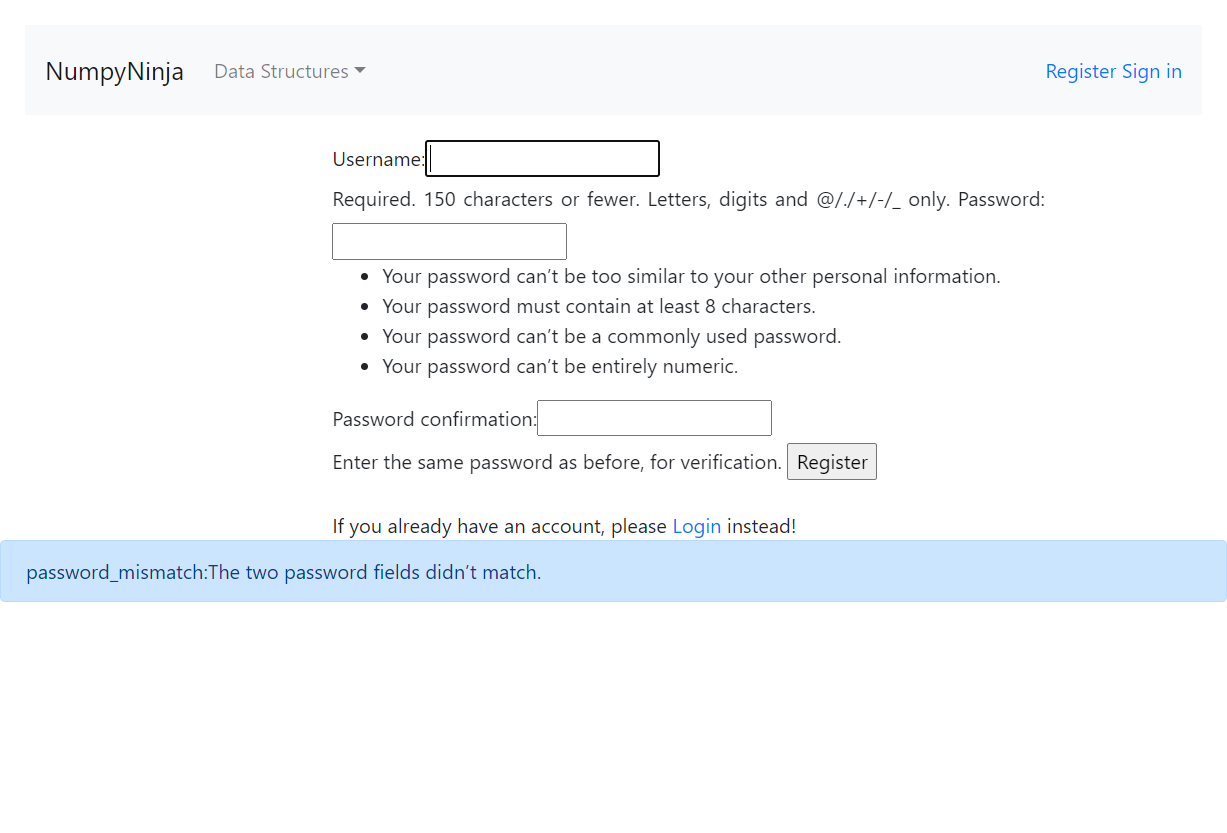 NumpyNinja Data Structures Register Sign in
Username:
Required. 150 characters or fewer. Letters, digits and @/./+/-/_ only. Password:
• Your password can’t be too similar to your other personal information.
• Your password must contain at least 8 characters.
• Your password can’t be a commonly used password.
• Your password can’t be entirely numeric.
Password confirmation:
Enter the same password as before, for verification. Register
If you already have an account, please Login instead!
password_mismatch:The two password fields didn’t match.